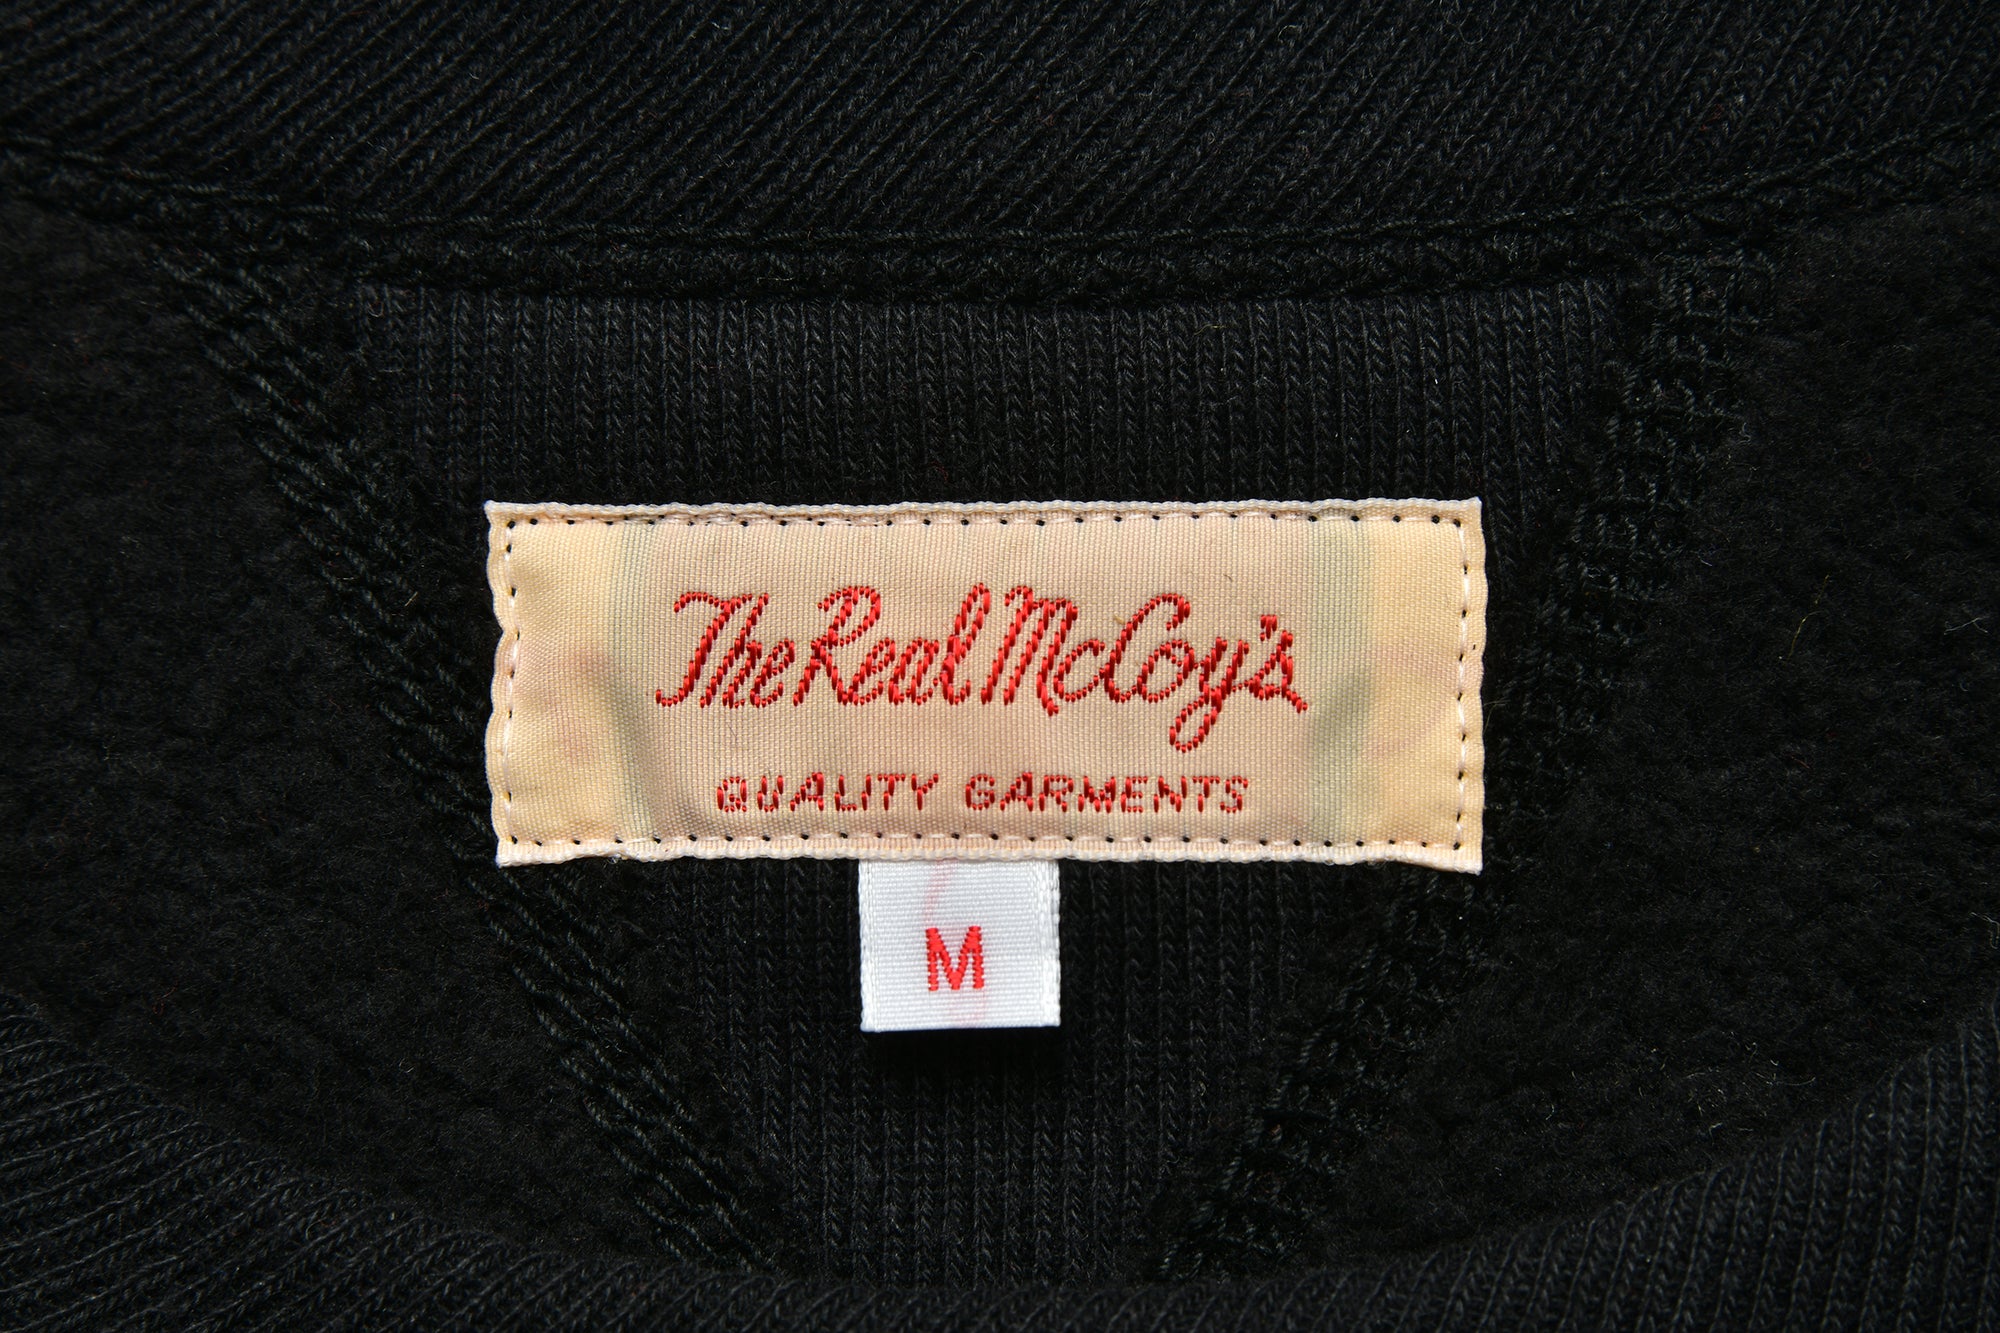 The Real McCoy's
QUALITY GARMENTS
M